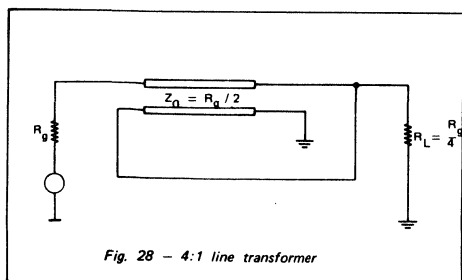 Z₀ = R_g / 2
R_g
R_L = R_g/4
Fig. 28 – 4:1 line transformer